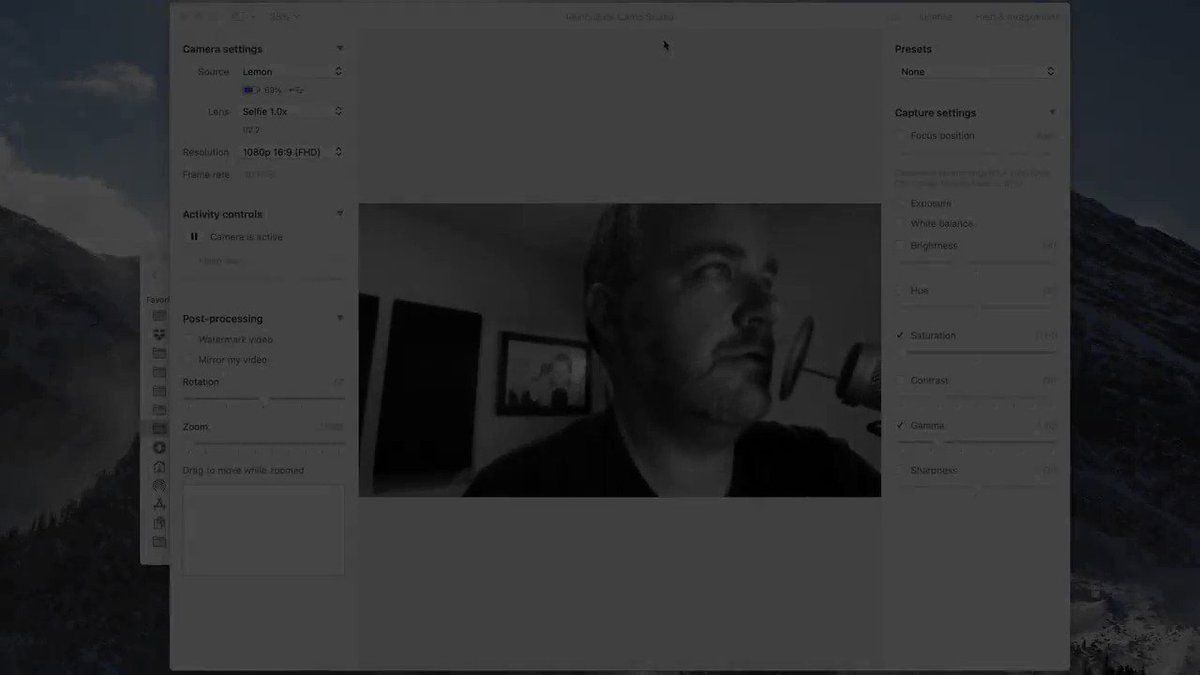 38%
Reincubate Camo Studio
Help & suggestions
Camera settings
Source Lemon
69%
Lens Selfie 1.0x
f/2.2
Resolution 1080p 16:9 (FHD)
Frame rate
Activity controls
Camera is active
Post-processing
Watermark video
Mirror my video
Rotation
Zoom
Drag to move while zoomed
Favori
Presets
None
Capture settings
Focus position
Exposure
White balance
Brightness
Hue
Saturation
Contrast
Gamma
Sharpness